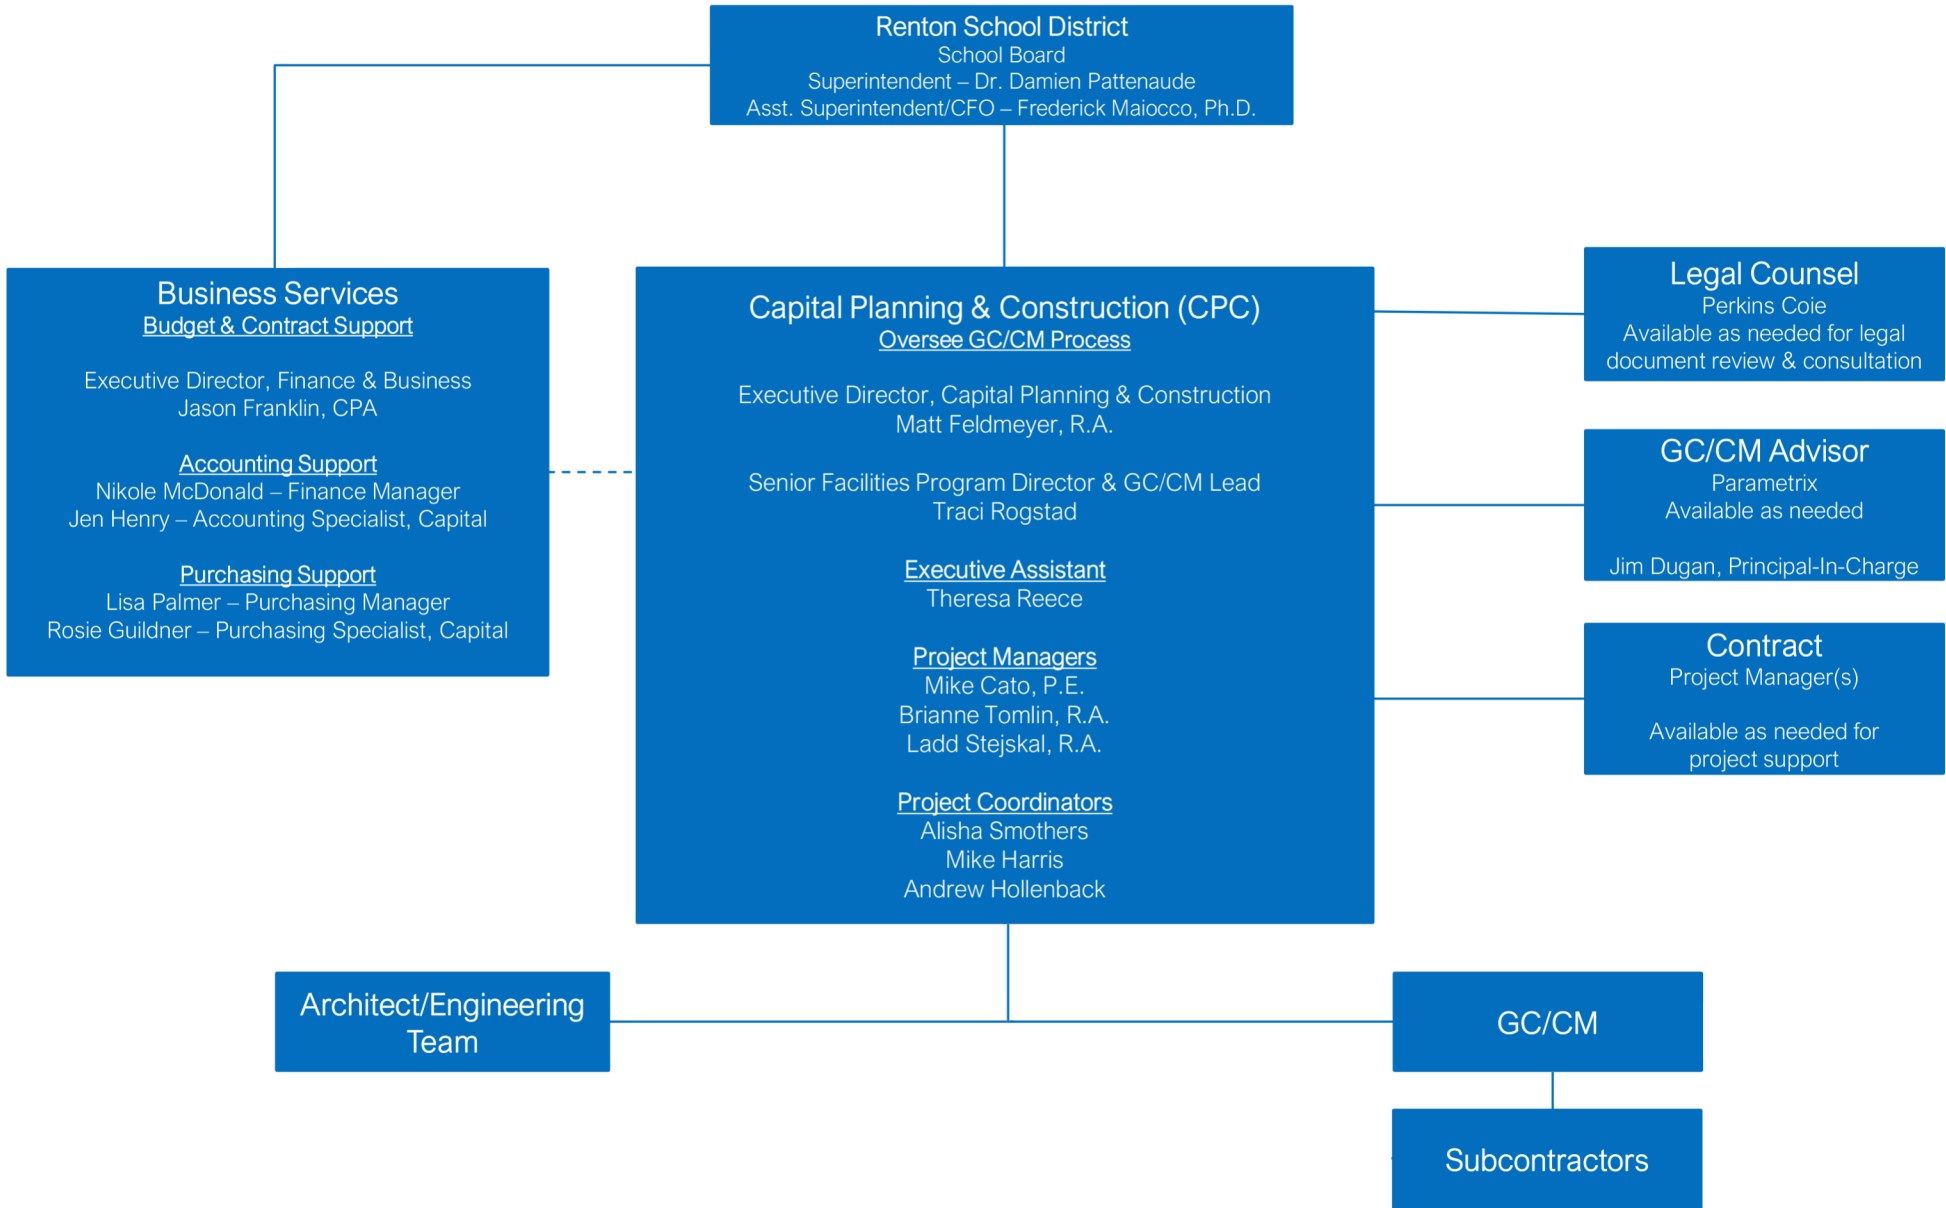 Renton School District
School Board
Superintendent – Dr. Damien Pattenaude
Asst. Superintendent/CFO – Frederick Maiocco, Ph.D.
Business Services
Budget & Contract Support
Executive Director, Finance & Business
Jason Franklin, CPA
Accounting Support
Nikole McDonald – Finance Manager
Jen Henry – Accounting Specialist, Capital
Purchasing Support
Lisa Palmer – Purchasing Manager
Rosie Guildner – Purchasing Specialist, Capital
Capital Planning & Construction (CPC)
Oversee GC/CM Process
Executive Director, Capital Planning & Construction
Matt Feldmeyer, R.A.
Senior Facilities Program Director & GC/CM Lead
Traci Rogstad
Executive Assistant
Theresa Reece
Project Managers
Mike Cato, P.E.
Brianne Tomlin, R.A.
Ladd Stejskal, R.A.
Project Coordinators
Alisha Smothers
Mike Harris
Andrew Hollenback
Legal Counsel
Perkins Coie
Available as needed for legal
document review & consultation
GC/CM Advisor
Parametrix
Available as needed
Jim Dugan, Principal-In-Charge
Contract
Project Manager(s)
Available as needed for
project support
Architect/Engineering
Team
GC/CM
Subcontractors